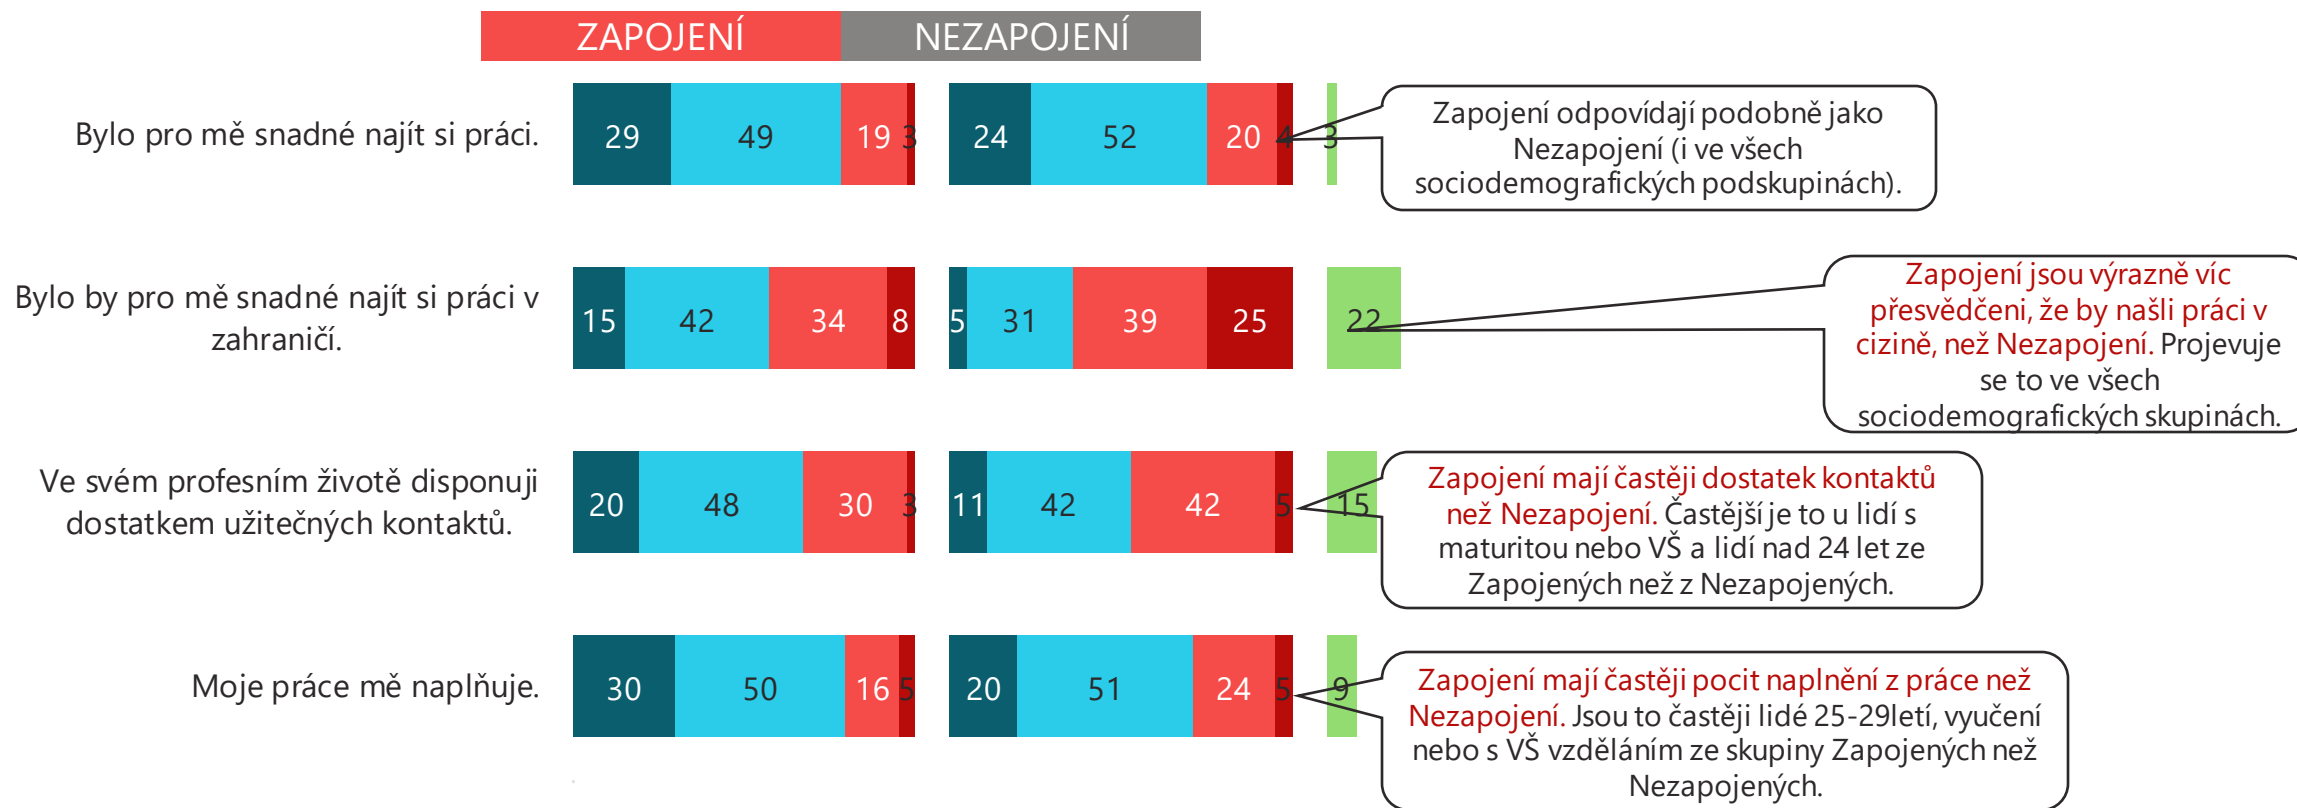 ZAPOJENÍ NEZAPOJENÍ
Bylo pro mě snadné najít si práci.
29 49 19 3 24 52 20 4 3
Zapojení odpovídají podobně jako
Nezapojení (i ve všech
sociodemografických podskupinách).
Bylo by pro mě snadné najít si práci v
zahraničí.
15 42 34 8 5 31 39 25 22
Zapojení jsou výrazně víc
přesvědčeni, že by našli práci v
cizině, než Nezapojení. Projevuje
se to ve všech
sociodemografických skupinách.
Ve svém profesním životě disponuji
dostatkem užitečných kontaktů.
20 48 30 3 11 42 42 5 15
Zapojení mají častěji dostatek kontaktů
než Nezapojení. Častější je to u lidí s
maturitou nebo VŠ a lidí nad 24 let ze
Zapojených než z Nezapojených.
Moje práce mě naplňuje.
30 50 16 5 20 51 24 5 9
Zapojení mají častěji pocit naplnění z práce než
Nezapojení. Jsou to častěji lidé 25-29letí, vyučení
nebo s VŠ vzděláním ze skupiny Zapojených než
Nezapojených.